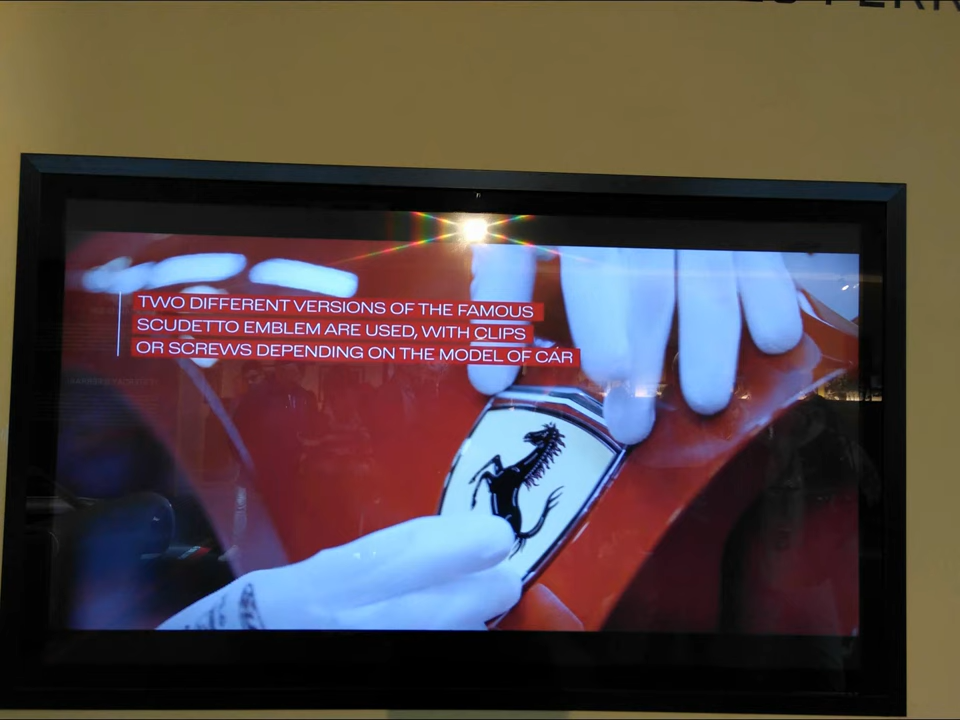 TWO DIFFERENT VERSIONS OF THE FAMOUS
SCUDETTO EMBLEM ARE USED, WITH CLIPS
OR SCREWS DEPENDING ON THE MODEL OF CAR